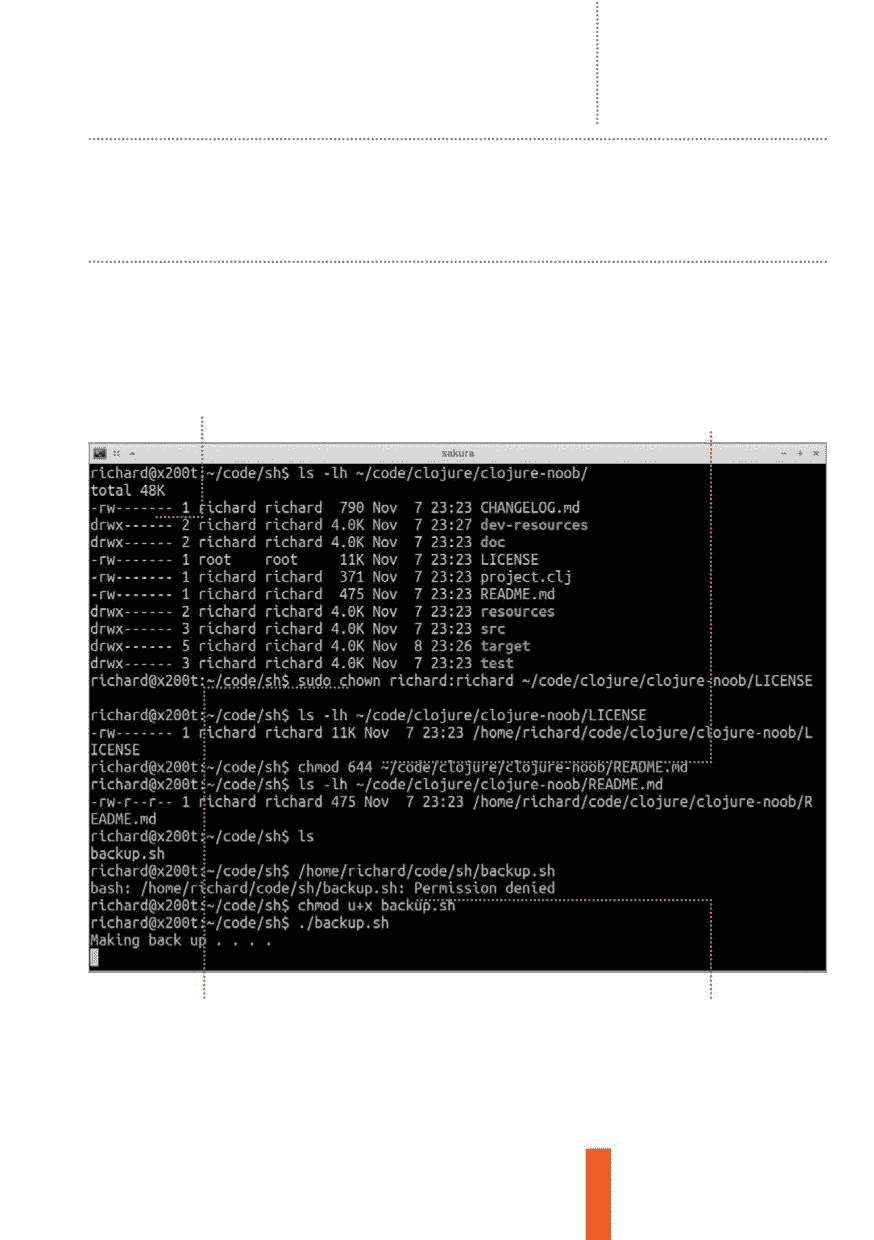 sakura
richard@x200t:~/code/sh$ ls -lh ~/code/clojure/clojure-noob/
total 48K
-rw------- 1 richard richard  790 Nov  7 23:23 CHANGELOG.md
drwx------ 2 richard richard 4.0K Nov  7 23:27 dev-resources
drwx------ 2 richard richard 4.0K Nov  7 23:23 doc
-rw------- 1 root    root     11K Nov  7 23:23 LICENSE
-rw------- 1 richard richard  371 Nov  7 23:23 project.clj
-rw------- 1 richard richard  475 Nov  7 23:23 README.md
drwx------ 2 richard richard 4.0K Nov  7 23:23 resources
drwx------ 3 richard richard 4.0K Nov  7 23:23 src
drwx------ 5 richard richard 4.0K Nov  8 23:26 target
drwx------ 3 richard richard 4.0K Nov  7 23:23 test
richard@x200t:~/code/sh$ sudo chown richard:richard ~/code/clojure/clojure-noob/LICENSE
richard@x200t:~/code/sh$ ls -lh ~/code/clojure/clojure-noob/LICENSE
-rw------- 1 richard richard 11K Nov  7 23:23 /home/richard/code/clojure/clojure-noob/L
ICENSE
richard@x200t:~/code/sh$ chmod 644 ~/code/clojure/clojure-noob/README.md
richard@x200t:~/code/sh$ ls -lh ~/code/clojure/clojure-noob/README.md
-rw-r--r-- 1 richard richard 475 Nov  7 23:23 /home/richard/code/clojure/clojure-noob/R
EADME.md
richard@x200t:~/code/sh$ ls
backup.sh
richard@x200t:~/code/sh$ /home/richard/code/sh/backup.sh
bash: /home/richard/code/sh/backup.sh: Permission denied
richard@x200t:~/code/sh$ chmod u+x backup.sh
richard@x200t:~/code/sh$ ./backup.sh
Making back up . . . .